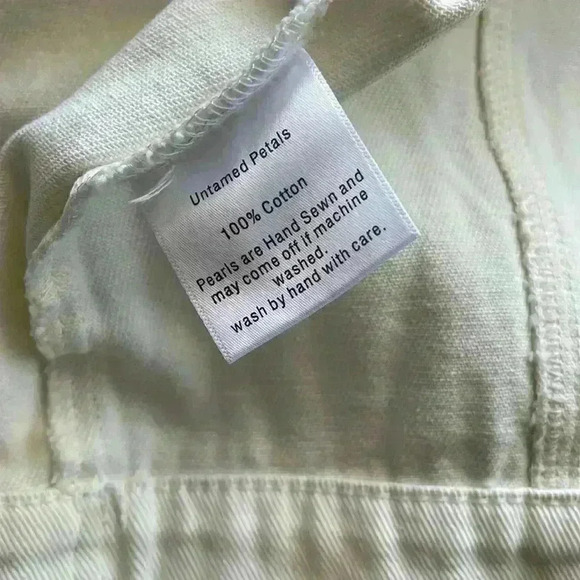 Untamed Petals
100% Cotton
Pearls are Hand Sewn and
may come off if machine
washed.
wash by hand with care.